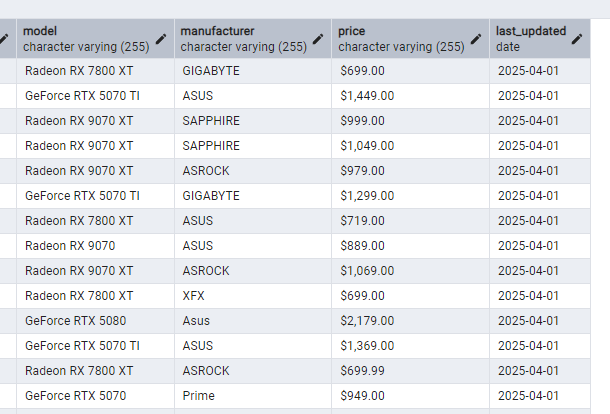 model manufacturer price last_updated
character varying (255) character varying (255) character varying (255) date
Radeon RX 7800 XT GIGABYTE $699.00 2025-04-01
GeForce RTX 5070 TI ASUS $1,449.00 2025-04-01
Radeon RX 9070 XT SAPPHIRE $999.00 2025-04-01
Radeon RX 9070 XT SAPPHIRE $1,049.00 2025-04-01
Radeon RX 9070 XT ASROCK $979.00 2025-04-01
GeForce RTX 5070 TI GIGABYTE $1,299.00 2025-04-01
Radeon RX 7800 XT ASUS $719.00 2025-04-01
Radeon RX 9070 ASUS $889.00 2025-04-01
Radeon RX 9070 XT ASROCK $1,069.00 2025-04-01
Radeon RX 7800 XT XFX $699.00 2025-04-01
GeForce RTX 5080 Asus $2,179.00 2025-04-01
GeForce RTX 5070 TI ASUS $1,369.00 2025-04-01
Radeon RX 7800 XT ASROCK $699.99 2025-04-01
GeForce RTX 5070 Prime $949.00 2025-04-01